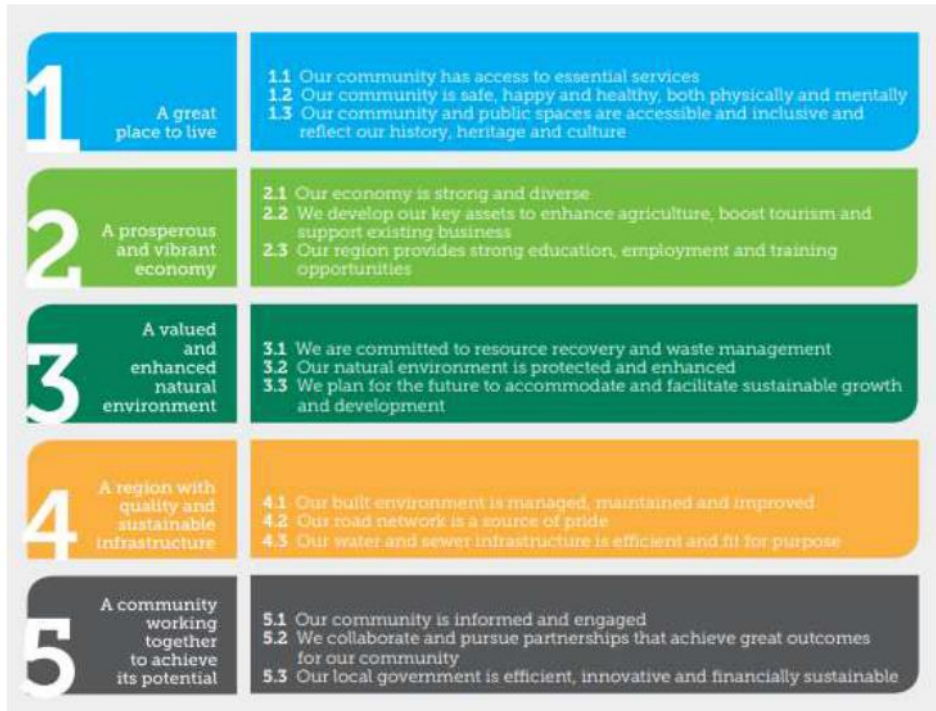 1
A great
place to live
1.1 Our community has access to essential services
1.2 Our community is safe, happy and healthy, both physically and mentally
1.3 Our community and public spaces are accessible and inclusive and
reflect our history, heritage and culture
2
A prosperous
and vibrant
economy
2.1 Our economy is strong and diverse
2.2 We develop our key assets to enhance agriculture, boost tourism and
support existing business
2.3 Our region provides strong education, employment and training
opportunities
3
A valued
and
enhanced
natural
environment
3.1 We are committed to resource recovery and waste management
3.2 Our natural environment is protected and enhanced
3.3 We plan for the future to accommodate and facilitate sustainable growth
and development
4
A region with
quality and
sustainable
infrastructure
4.1 Our built environment is managed, maintained and improved
4.2 Our road network is a source of pride
4.3 Our water and sewer infrastructure is efficient and fit for purpose
5
A community
working
together
to achieve
its potential
5.1 Our community is informed and engaged
5.2 We collaborate and pursue partnerships that achieve great outcomes
for our community
5.3 Our local government is efficient, innovative and financially sustainable